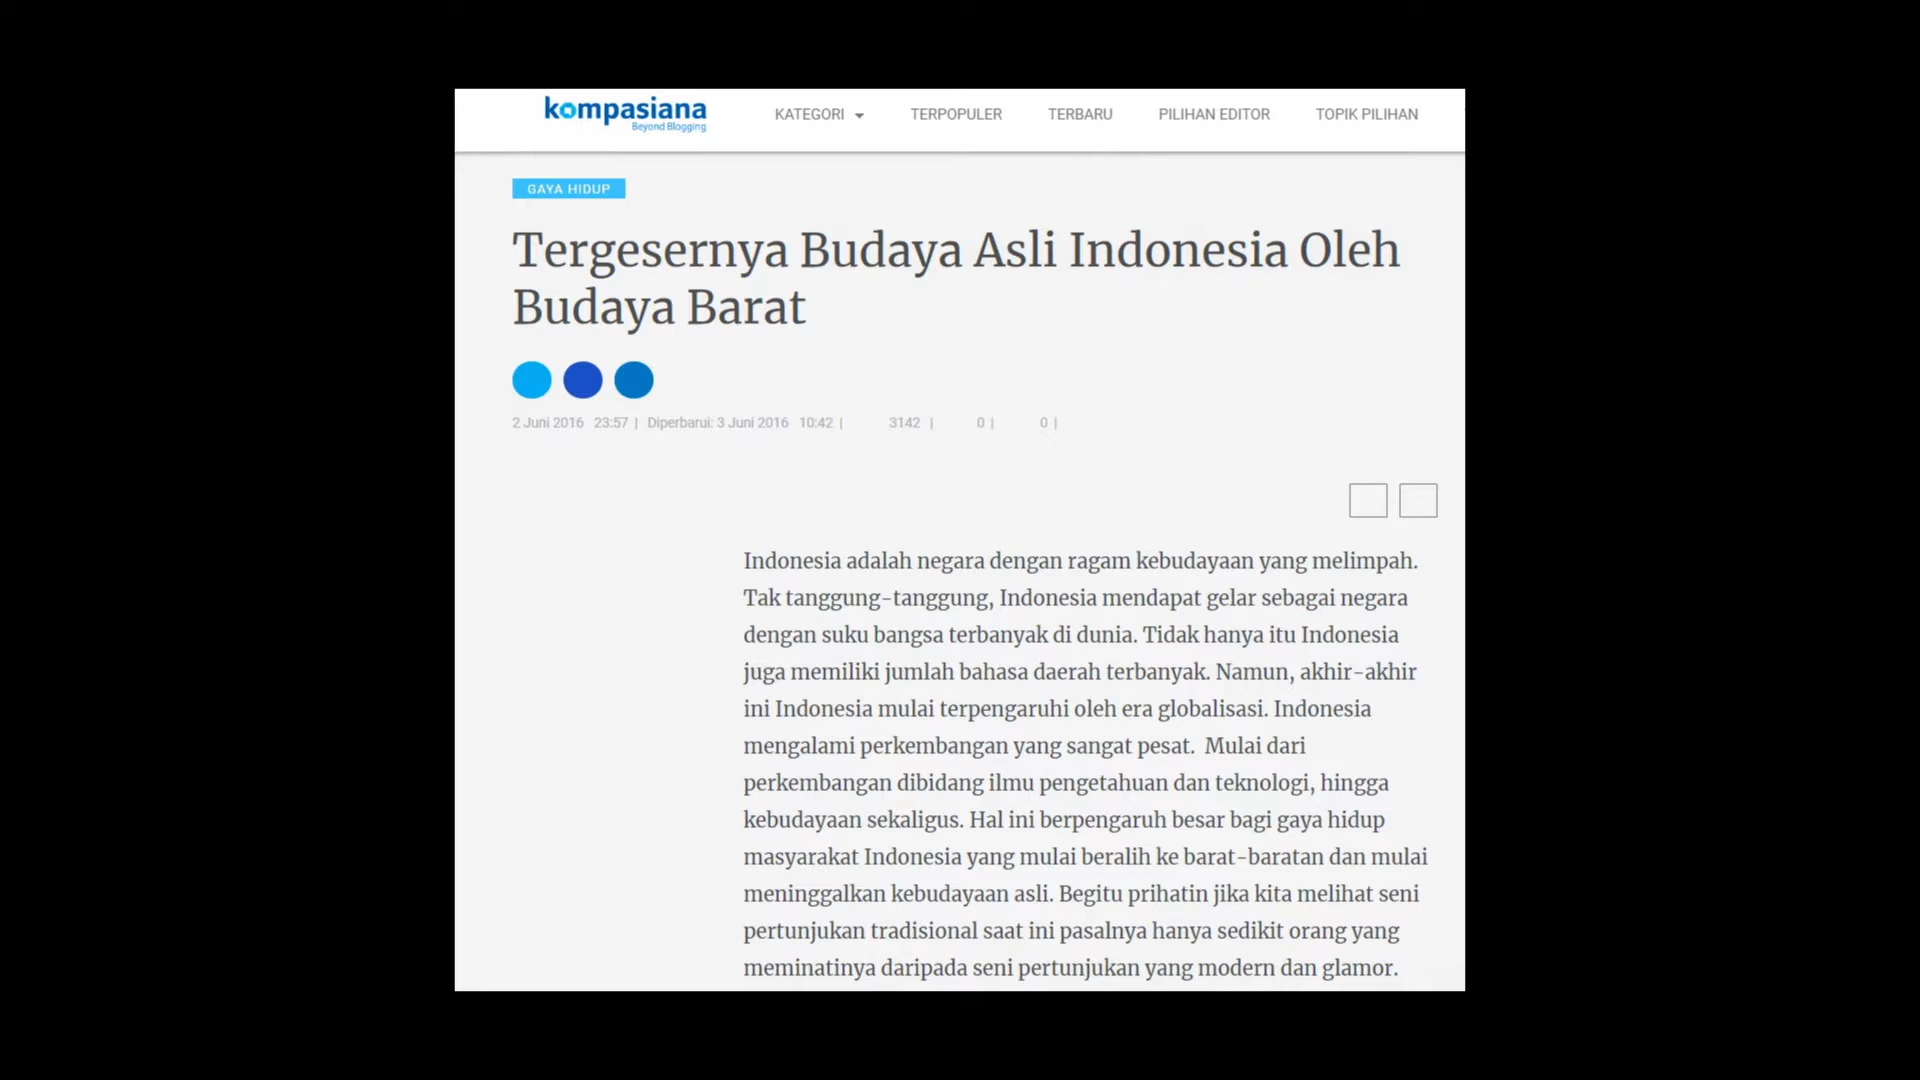 kompasiana
Beyond Blogging
KATEGORI
TERPOPULER
TERBARU
PILIHAN EDITOR
TOPIK PILIHAN
GAYA HIDUP
Tergesernya Budaya Asli Indonesia Oleh
Budaya Barat
2 Juni 2016 23:57 | Diperbarui: 3 Juni 2016 10:42 | 3142 | 0 | 0 |
Indonesia adalah negara dengan ragam kebudayaan yang melimpah.
Tak tanggung-tanggung, Indonesia mendapat gelar sebagai negara
dengan suku bangsa terbanyak di dunia. Tidak hanya itu Indonesia
juga memiliki jumlah bahasa daerah terbanyak. Namun, akhir-akhir
ini Indonesia mulai terpengaruhi oleh era globalisasi. Indonesia
mengalami perkembangan yang sangat pesat.  Mulai dari
perkembangan dibidang ilmu pengetahuan dan teknologi, hingga
kebudayaan sekaligus. Hal ini berpengaruh besar bagi gaya hidup
masyarakat Indonesia yang mulai beralih ke barat-baratan dan mulai
meninggalkan kebudayaan asli. Begitu prihatin jika kita melihat seni
pertunjukan tradisional saat ini pasalnya hanya sedikit orang yang
meminatinya daripada seni pertunjukan yang modern dan glamor.